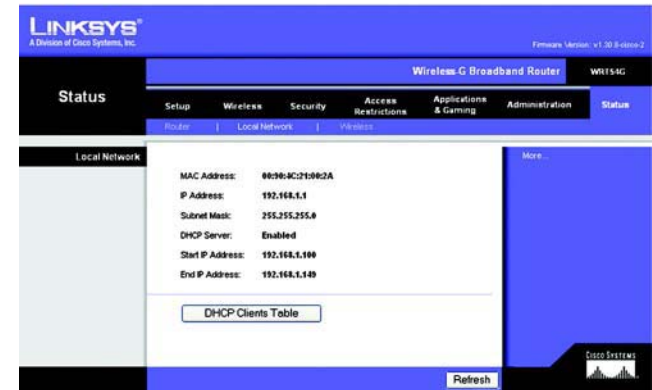 LINKSYS®
A Division of Cisco Systems, Inc.
Firmware Version: v1.30.8-cisco-2
Wireless-G Broadband Router WRT54G
Status
Setup Wireless Security Access Restrictions Applications & Gaming Administration Status
Router | Local Network | Wireless
Local Network
More...
MAC Address: 00:90:4C:21:00:2A
IP Address: 192.168.1.1
Subnet Mask: 255.255.255.0
DHCP Server: Enabled
Start IP Address: 192.168.1.100
End IP Address: 192.168.1.149
DHCP Clients Table
Refresh
CISCO SYSTEMS